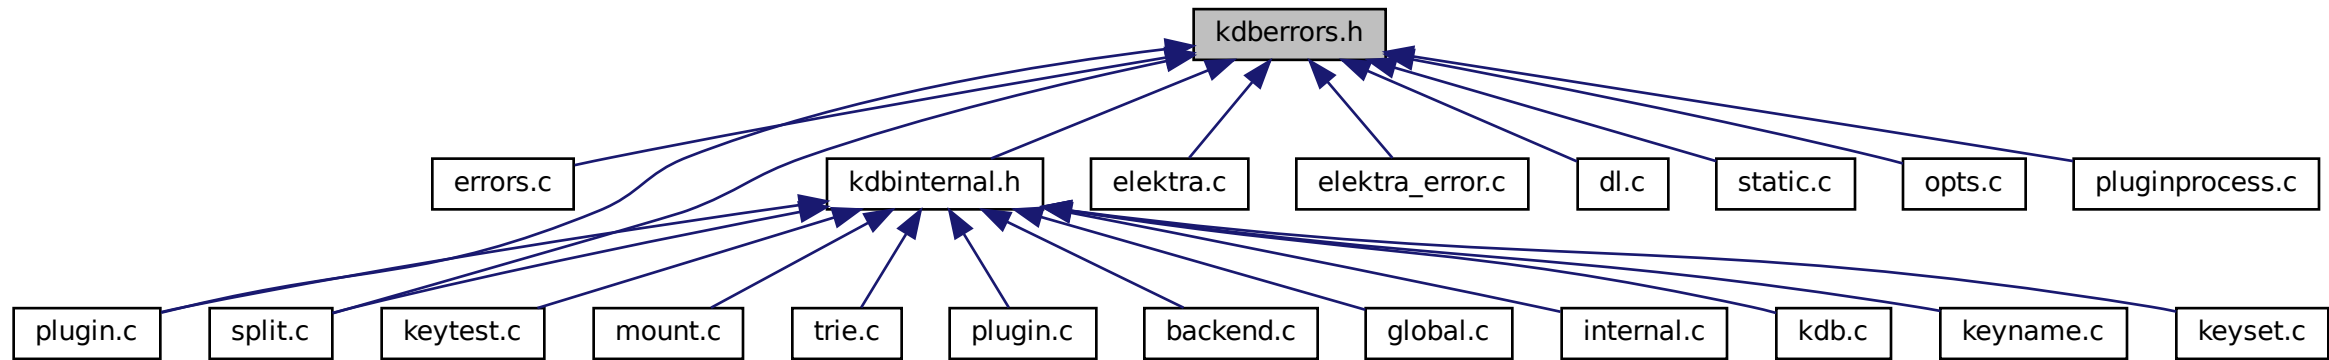 kdberrors.h
errors.c
kdbinternal.h
elektra.c
elektra_error.c
dl.c
static.c
opts.c
pluginprocess.c
plugin.c
split.c
keytest.c
mount.c
trie.c
plugin.c
backend.c
global.c
internal.c
kdb.c
keyname.c
keyset.c